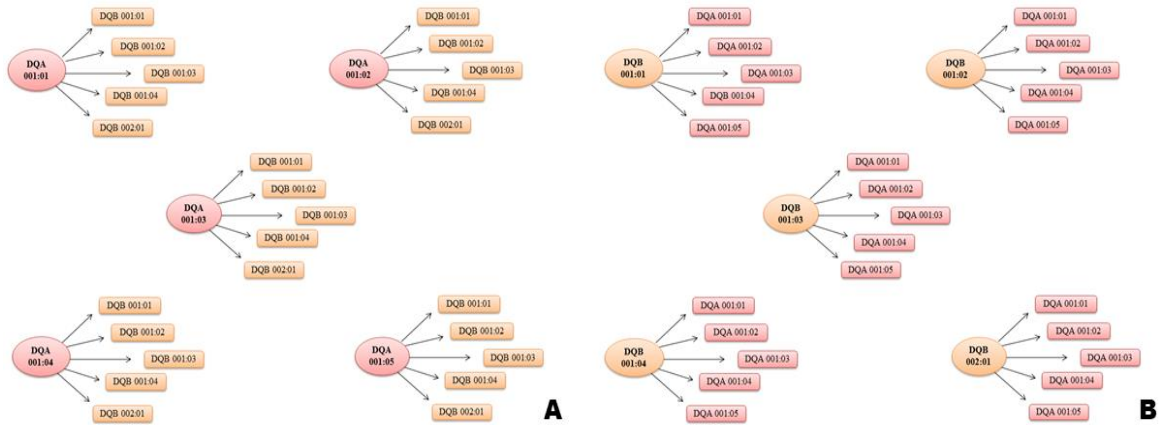 DQA
001:01
DQB 001:01
DQB 001:02
DQB 001:03
DQB 001:04
DQB 002:01
DQA
001:02
DQB 001:01
DQB 001:02
DQB 001:03
DQB 001:04
DQB 002:01
DQA
001:03
DQB 001:01
DQB 001:02
DQB 001:03
DQB 001:04
DQB 002:01
DQA
001:04
DQB 001:01
DQB 001:02
DQB 001:03
DQB 001:04
DQB 002:01
DQA
001:05
DQB 001:01
DQB 001:02
DQB 001:03
DQB 001:04
DQB 002:01
A
DQB
001:01
DQA 001:01
DQA 001:02
DQA 001:03
DQB 001:04
DQA 001:05
DQB
001:02
DQA 001:01
DQA 001:02
DQA 001:03
DQA 001:04
DQA 001:05
DQB
001:03
DQA 001:01
DQA 001:02
DQA 001:03
DQA 001:04
DQA 001:05
DQB
001:04
DQA 001:01
DQA 001:02
DQA 001:03
DQA 001:04
DQA 001:05
DQB
002:01
DQA 001:01
DQA 001:02
DQA 001:03
DQA 001:04
DQA 001:05
B